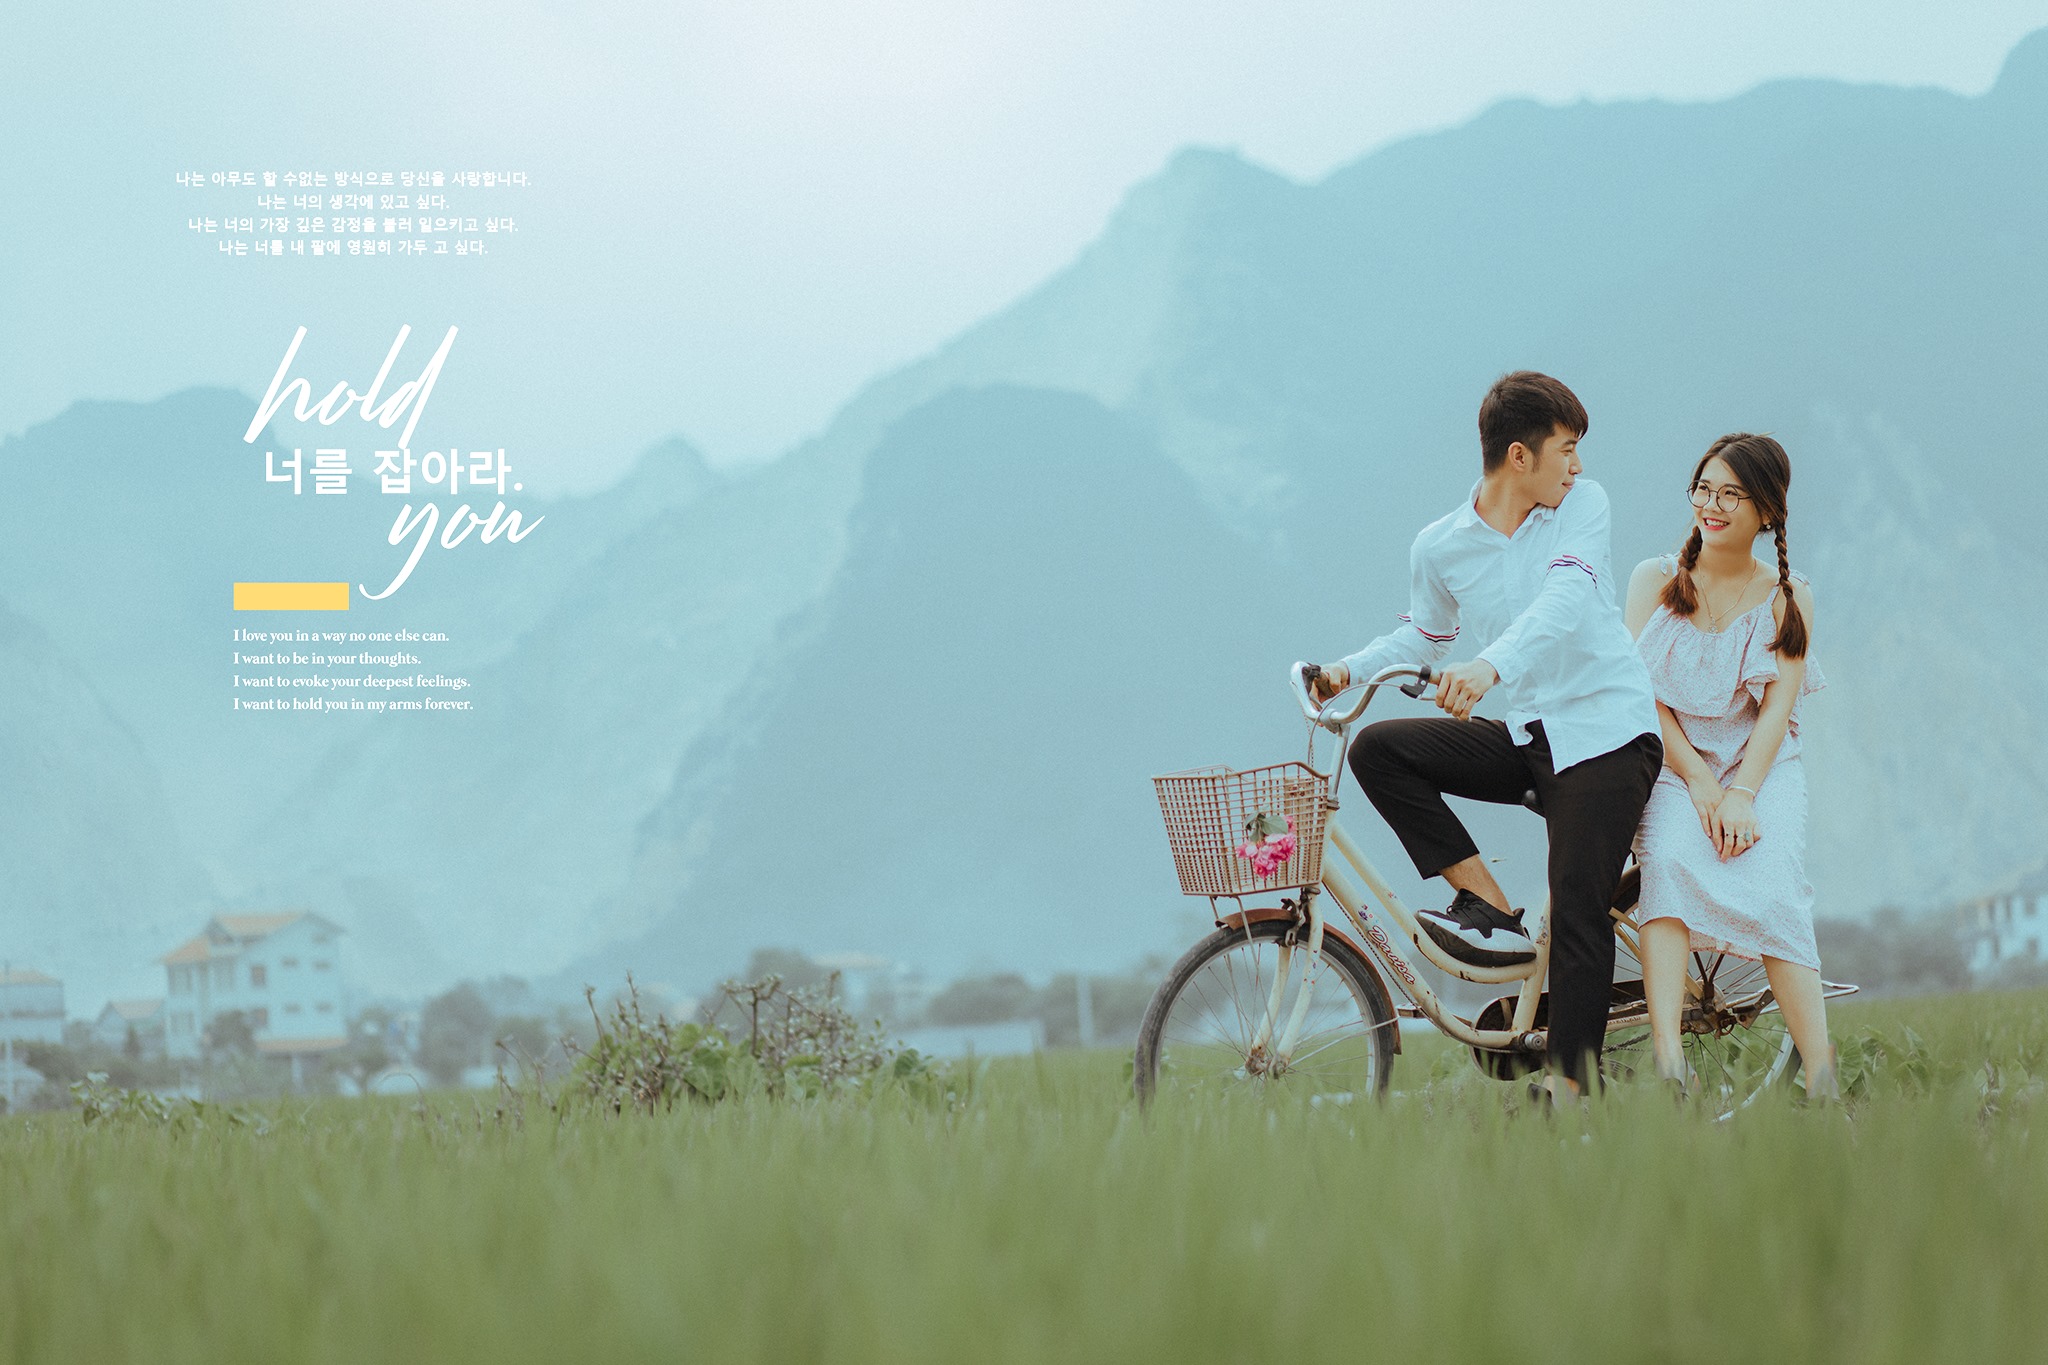 나는 아무도 할 수없는 방식으로 당신을 사랑합니다.
나는 너의 생각에 있고 싶다.
나는 너의 가장 깊은 감정을 불러 일으키고 싶다.
나는 너를 내 팔에 영원히 가두 고 싶다.
hold
너를 잡아라.
you
I love you in a way no one else can.
I want to be in your thoughts.
I want to evoke your deepest feelings.
I want to hold you in my arms forever.